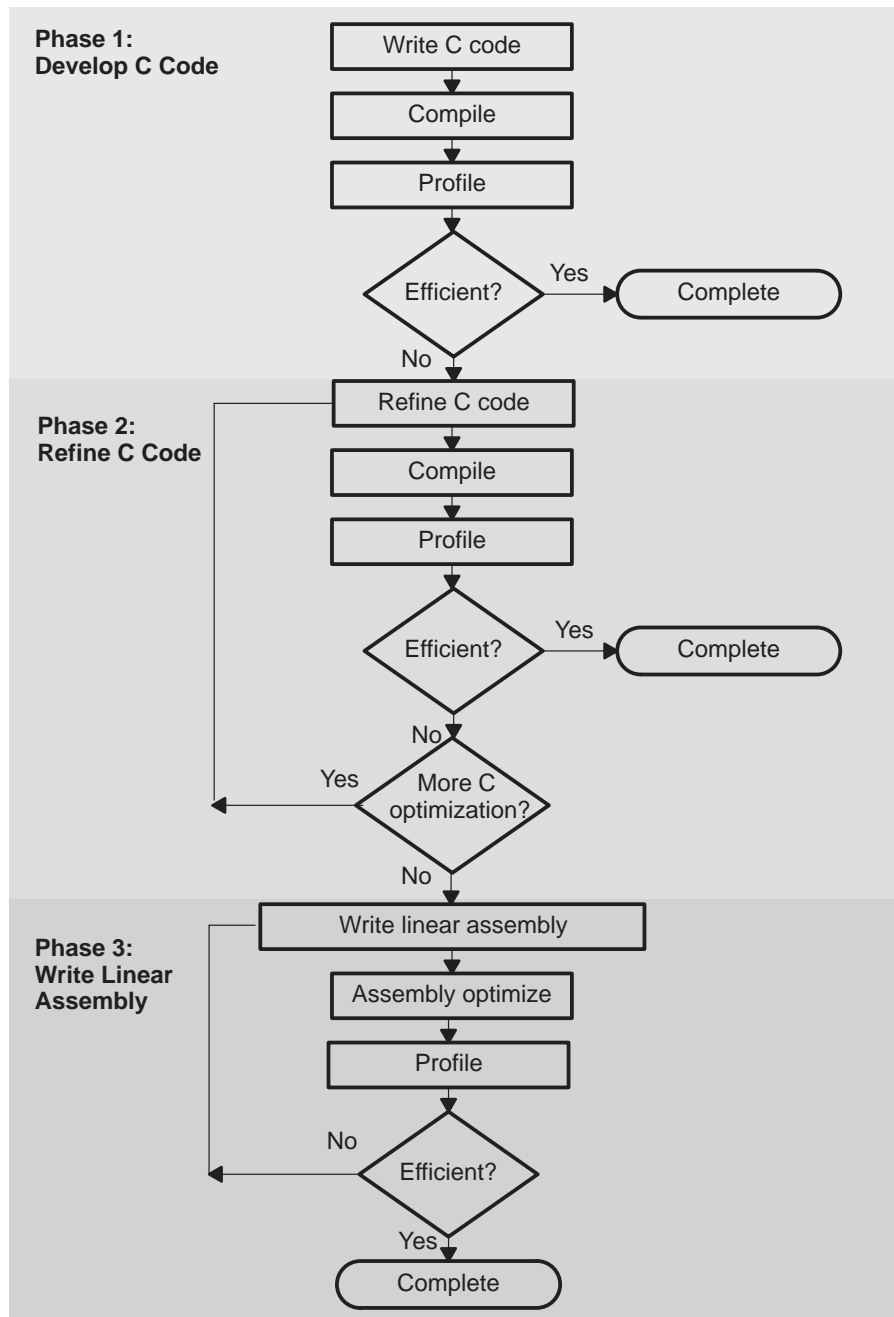 Phase 1:
Develop C Code
Write C code
Compile
Profile
Efficient?
Yes
Complete
No
Phase 2:
Refine C Code
Refine C code
Compile
Profile
Efficient?
Yes
Complete
No
More C
optimization?
Yes
No
Phase 3:
Write Linear
Assembly
Write linear assembly
Assembly optimize
Profile
Efficient?
No
Yes
Complete